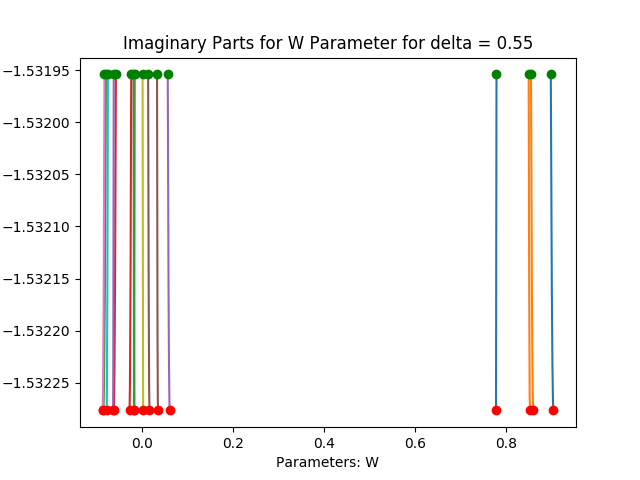 Imaginary Parts for W Parameter for delta = 0.55
−1.53195
−1.53200
−1.53205
−1.53210
−1.53215
−1.53220
−1.53225
0.0 0.2 0.4 0.6 0.8
Parameters: W